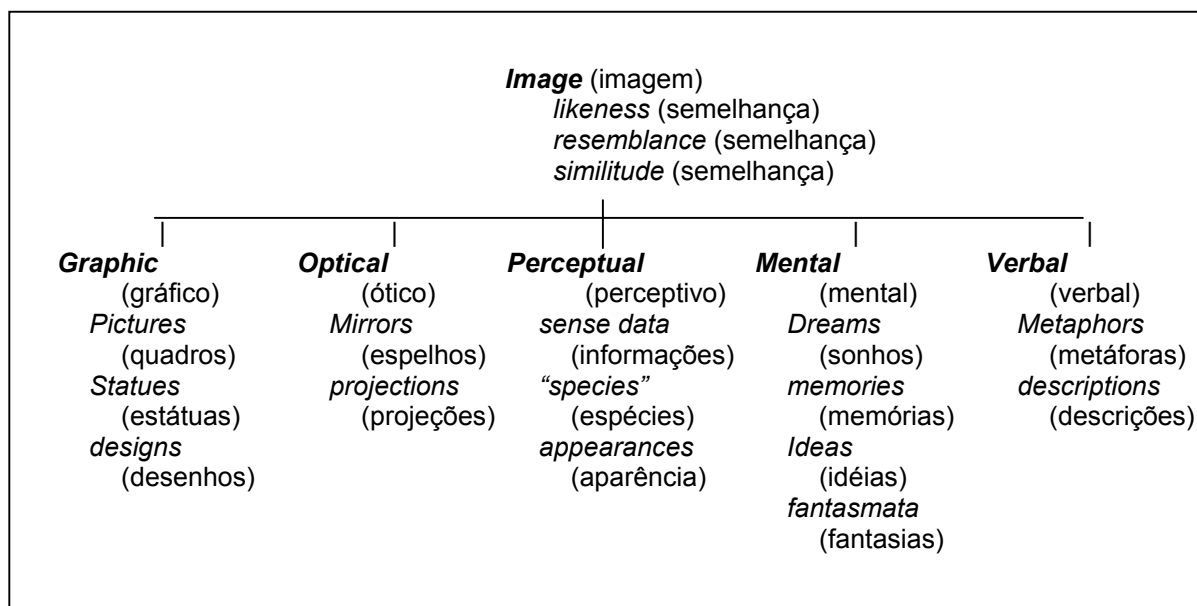 Image (imagem)
likeness (semelhança)
resemblance (semelhança)
similitude (semelhança)
Graphic
(gráfico)
Pictures
(quadros)
Statues
(estátuas)
designs
(desenhos)
Optical
(ótico)
Mirrors
(espelhos)
projections
(projeções)
Perceptual
(perceptivo)
sense data
(informações)
“species”
(espécies)
appearances
(aparência)
Mental
(mental)
Dreams
(sonhos)
memories
(memórias)
Ideas
(idéias)
fantasmata
(fantasias)
Verbal
(verbal)
Metaphors
(metáforas)
descriptions
(descrições)